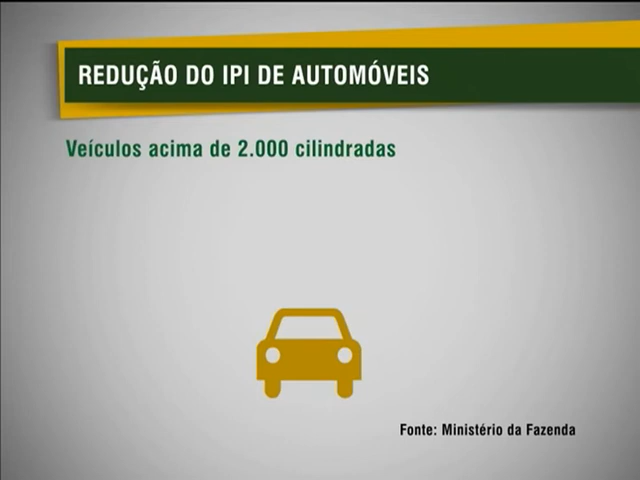 REDUÇÃO DO IPI DE AUTOMÓVEIS
Veículos acima de 2.000 cilindradas
Fonte: Ministério da Fazenda